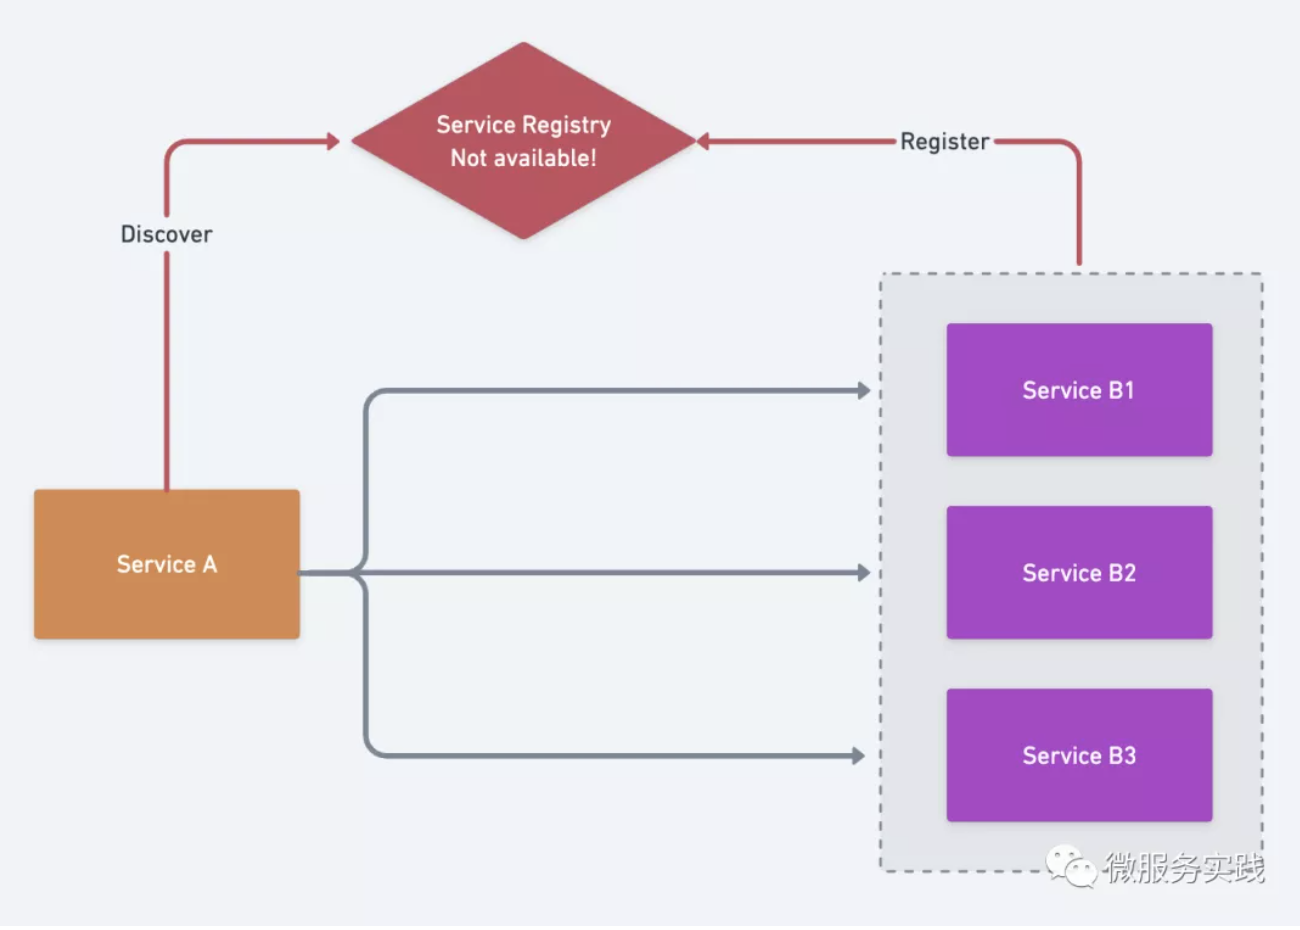 Service Registry
Not available!
Register
Discover
Service B1
Service A
Service B2
Service B3
微服务实践